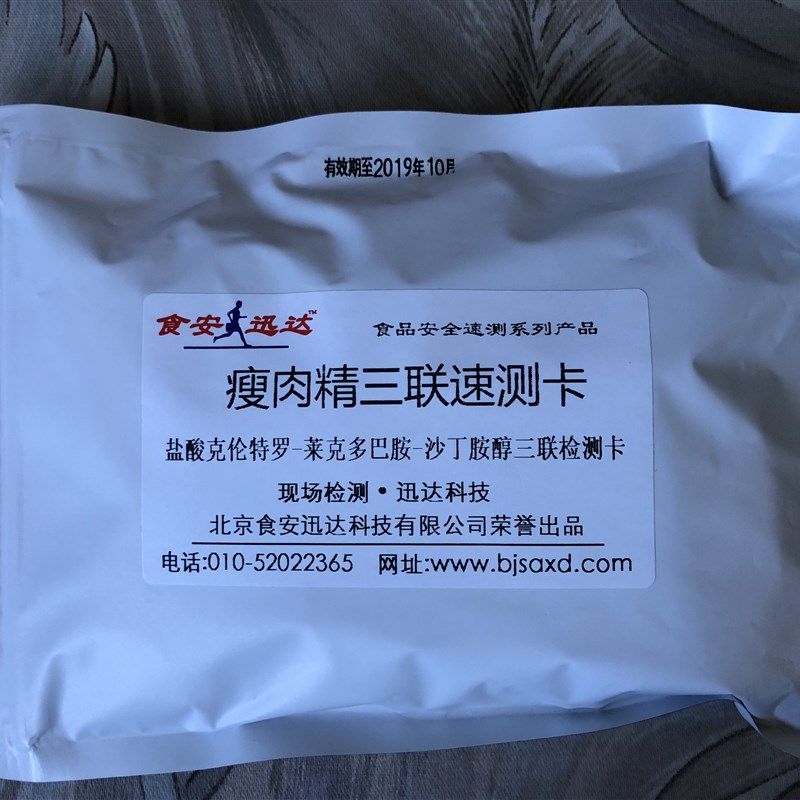 有效期至2019年10月
食安迅达™ 食品安全速测系列产品
瘦肉精三联速测卡
盐酸克伦特罗-莱克多巴胺-沙丁胺醇三联检测卡
现场检测·迅达科技
北京食安迅达科技有限公司荣誉出品
电话:010-52022365 网址:www.bjsaxd.com